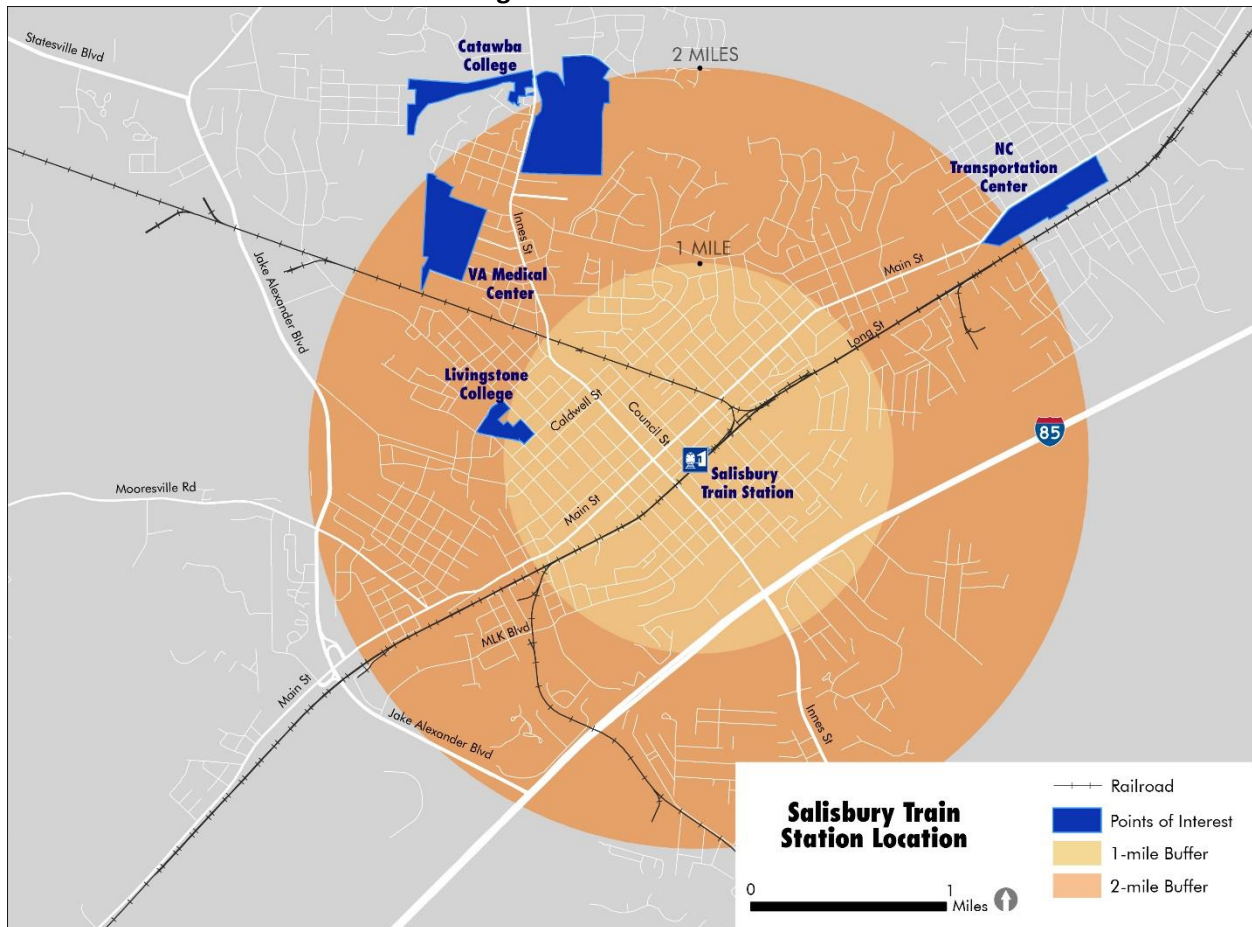 Statesville Blvd
Catawba
College
2 MILES
NC
Transportation
Center
Innes St
1 MILE
Main St
VA Medical
Center
Jake Alexander Blvd
Long St
Livingstone
College
Caldwell St
Council St
85
Salisbury
Train Station
Mooresville Rd
Main St
MLK Blvd
Main St
Innes St
Jake Alexander Blvd
Salisbury Train
Station Location
0 1
Miles
Railroad
Points of Interest
1-mile Buffer
2-mile Buffer